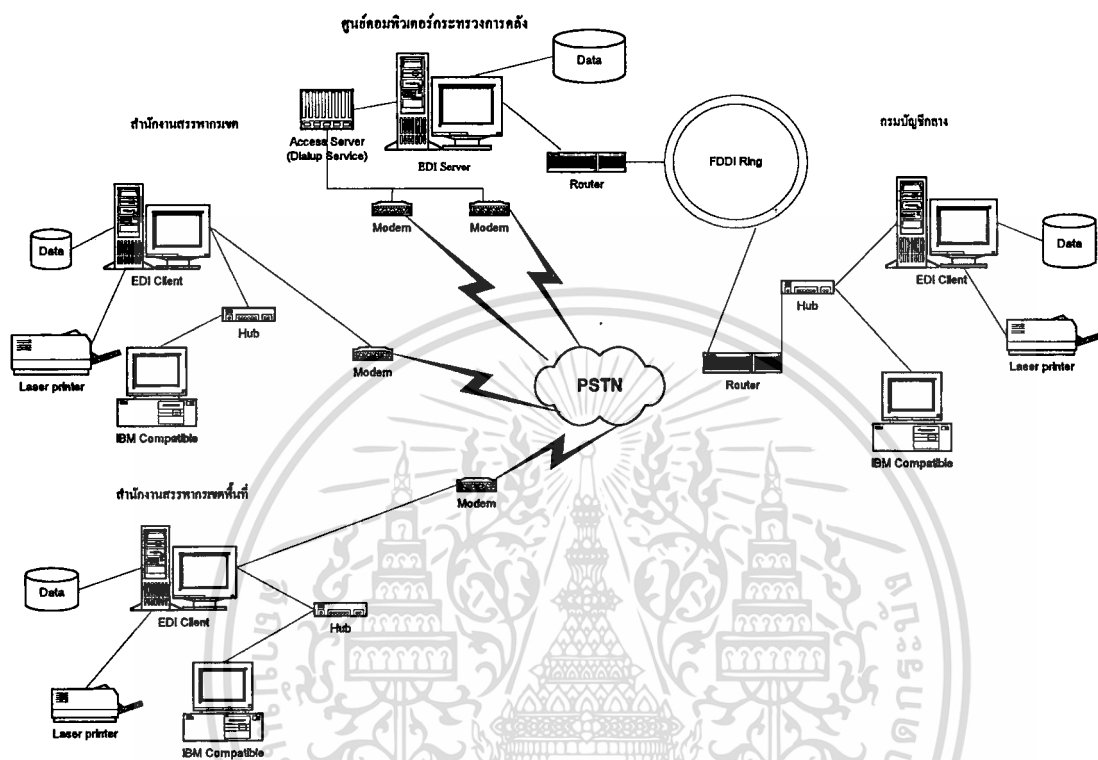 ศูนย์คอมพิวเตอร์กระทรวงการคลัง
Data
Access Server
(Dialup Service)
EDI Server
Router
FDDI Ring
Modem
Modem
สำนักงานสรรพากรเขต
Data
EDI Client
Hub
Laser printer
IBM Compatible
Modem
PSTN
กรมบัญชีกลาง
Data
EDI Client
Hub
Router
Laser printer
IBM Compatible
สำนักงานสรรพากรเขตพื้นที่
Modem
Data
EDI Client
Hub
Laser printer
IBM Compatible